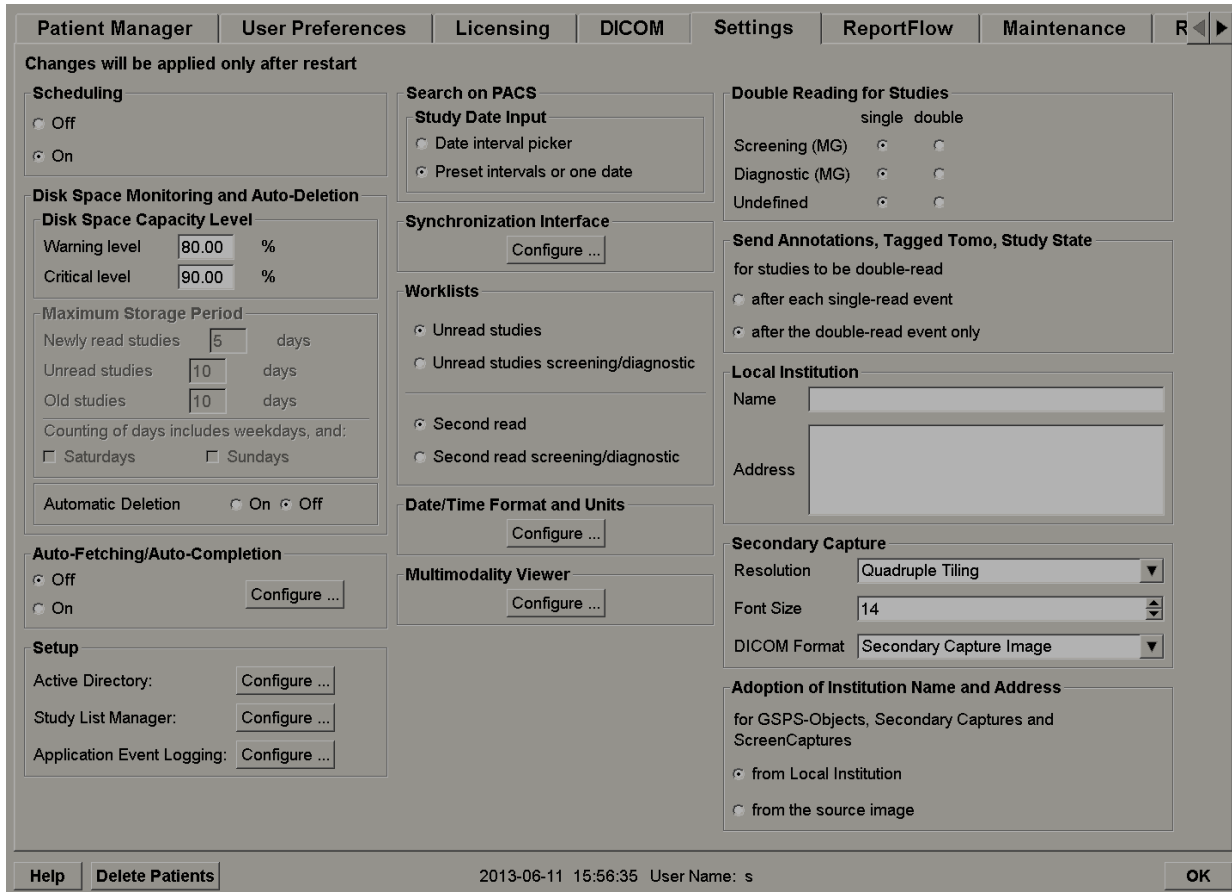 Patient Manager User Preferences Licensing DICOM Settings ReportFlow Maintenance R
Changes will be applied only after restart
Scheduling
Off
On
Disk Space Monitoring and Auto-Deletion
Disk Space Capacity Level
Warning level 80.00 %
Critical level 90.00 %
Maximum Storage Period
Newly read studies 5 days
Unread studies 10 days
Old studies 10 days
Counting of days includes weekdays, and:
Saturdays Sundays
Automatic Deletion On Off
Auto-Fetching/Auto-Completion
Off
Configure ...
On
Setup
Active Directory: Configure ...
Study List Manager: Configure ...
Application Event Logging: Configure ...
Search on PACS
Study Date Input
Date interval picker
Preset intervals or one date
Synchronization Interface
Configure ...
Worklists
Unread studies
Unread studies screening/diagnostic
Second read
Second read screening/diagnostic
Date/Time Format and Units
Configure ...
Multimodality Viewer
Configure ...
Double Reading for Studies
single double
Screening (MG)
Diagnostic (MG)
Undefined
Send Annotations, Tagged Tomo, Study State
for studies to be double-read
after each single-read event
after the double-read event only
Local Institution
Name
Address
Secondary Capture
Resolution Quadruple Tiling
Font Size 14
DICOM Format Secondary Capture Image
Adoption of Institution Name and Address
for GSPS-Objects, Secondary Captures and
ScreenCaptures
from Local Institution
from the source image
Help Delete Patients 2013-06-11 15:56:35 User Name: s OK